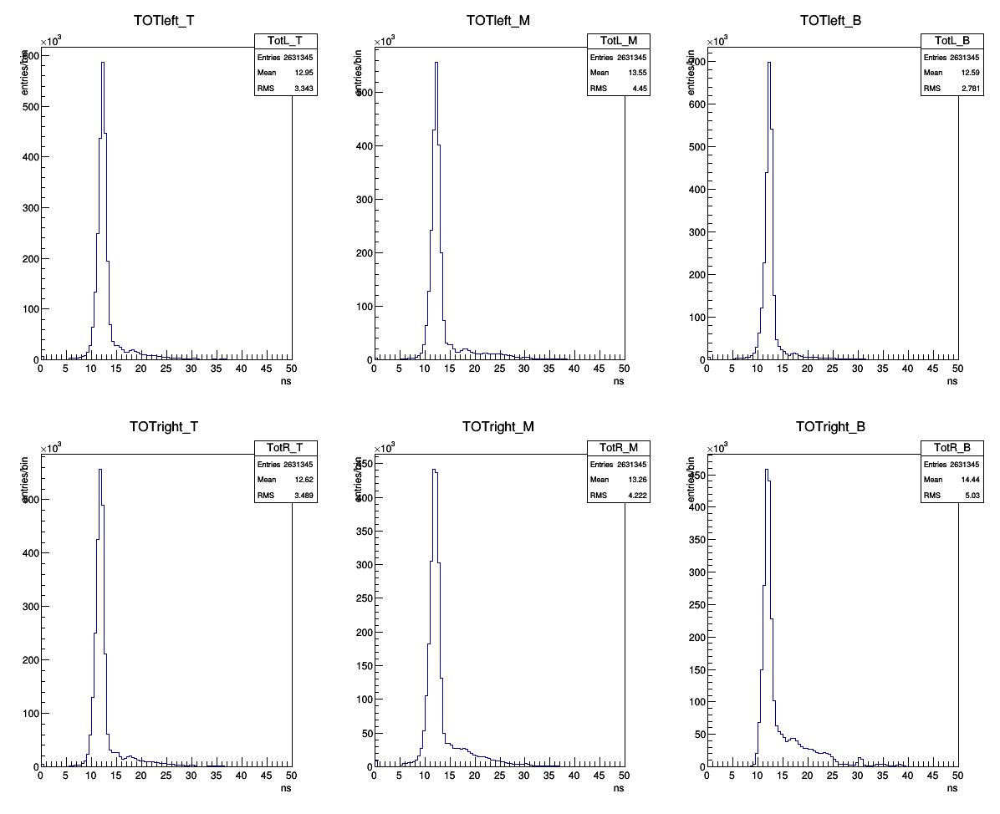 TOTleft_T
×10³
entries/bin
TotL_T
Entries 2631345
Mean 12.95
RMS 3.343
600
500
400
300
200
100
0
0 5 10 15 20 25 30 35 40 45 50
ns
TOTleft_M
×10³
entries/bin
TotL_M
Entries 2631345
Mean 13.55
RMS 4.45
500
400
300
200
100
0
0 5 10 15 20 25 30 35 40 45 50
ns
TOTleft_B
×10³
entries/bin
TotL_B
Entries 2631345
Mean 12.59
RMS 2.781
700
600
500
400
300
200
100
0
0 5 10 15 20 25 30 35 40 45 50
ns
TOTright_T
×10³
entries/bin
TotR_T
Entries 2631345
Mean 12.62
RMS 3.489
500
400
300
200
100
0
0 5 10 15 20 25 30 35 40 45 50
ns
TOTright_M
×10³
entries/bin
TotR_M
Entries 2631345
Mean 13.26
RMS 4.222
450
400
350
300
250
200
150
100
50
0
0 5 10 15 20 25 30 35 40 45 50
ns
TOTright_B
×10³
entries/bin
TotR_B
Entries 2631345
Mean 14.44
RMS 5.03
450
400
350
300
250
200
150
100
50
0
0 5 10 15 20 25 30 35 40 45 50
ns